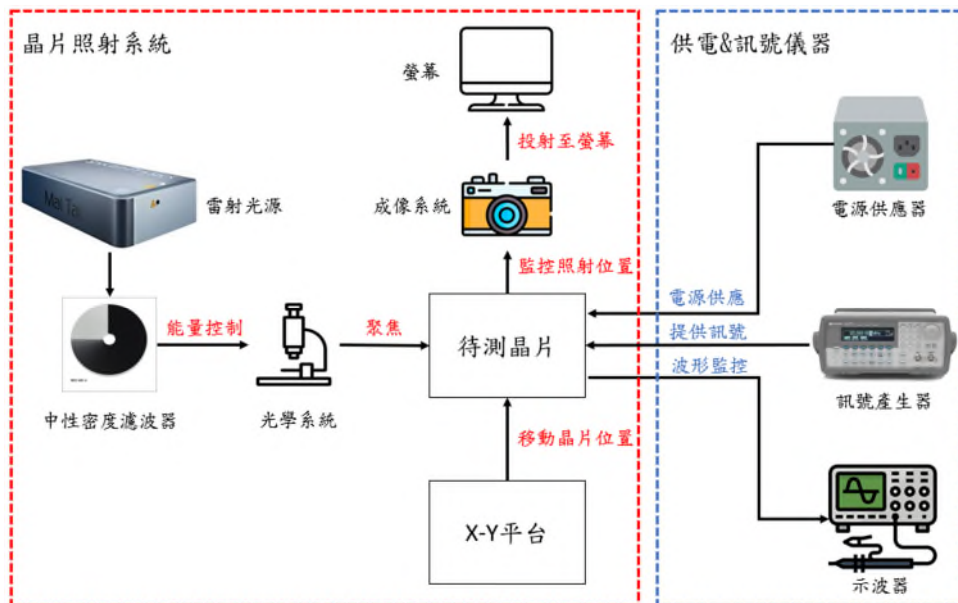 晶片照射系統
螢幕
投射至螢幕
雷射光源
成像系統
監控照射位置
能量控制
聚焦
待測晶片
中性密度濾波器
光學系統
移動晶片位置
X-Y平台
供電&訊號儀器
電源供應器
電源供應
提供訊號
波形監控
訊號產生器
示波器